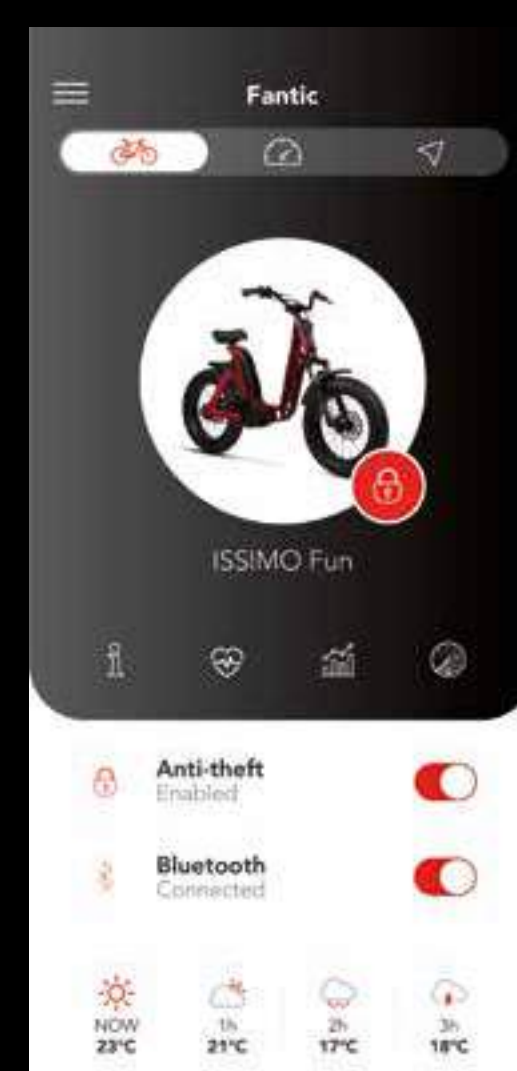 Fantic
ISSIMO Fun
Anti-theft
Enabled
Bluetooth
Connected
NOW 1h 2h 3h
23°C 21°C 17°C 18°C